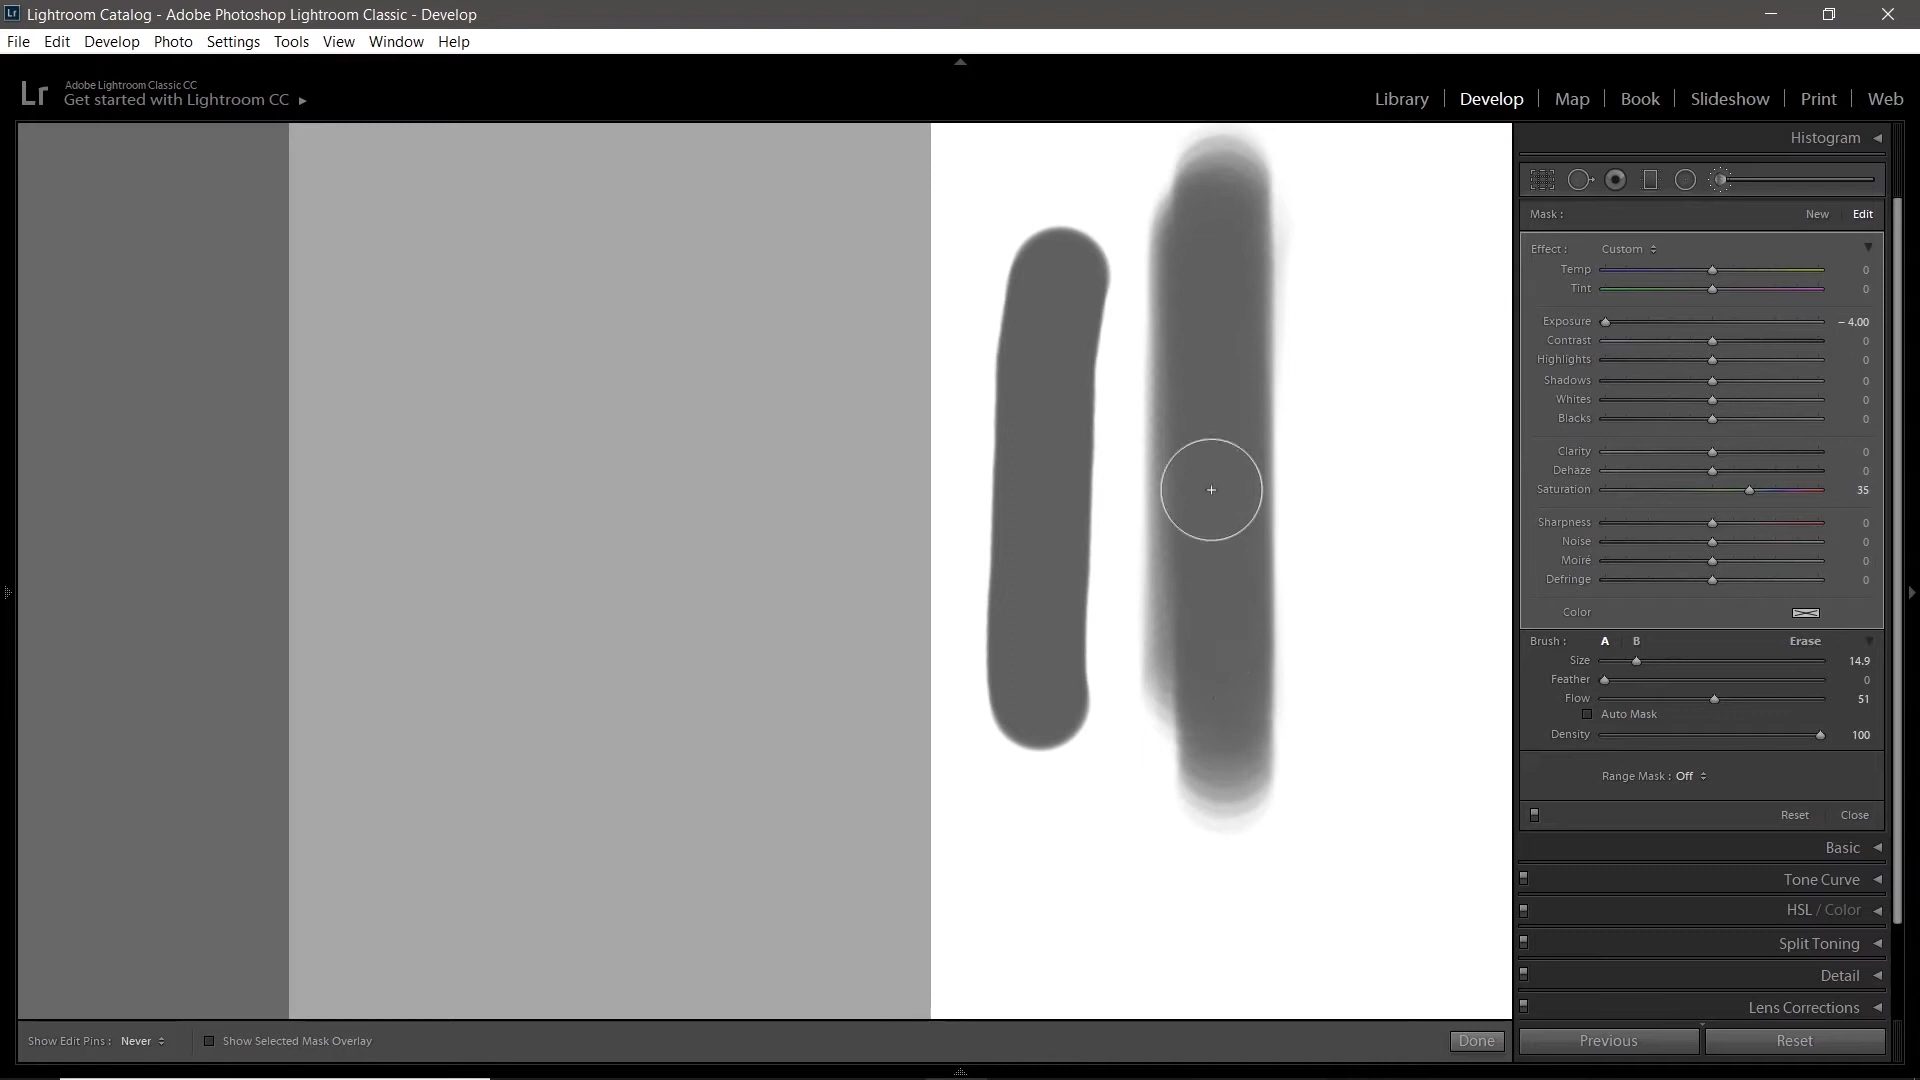 Lr Lightroom Catalog - Adobe Photoshop Lightroom Classic - Develop
File Edit Develop Photo Settings Tools View Window Help
Lr Adobe Lightroom Classic CC
Get started with Lightroom CC
Library Develop Map Book Slideshow Print Web
Histogram
Mask : New Edit
Effect : Custom
Temp 0
Tint 0
Exposure – 4.00
Contrast 0
Highlights 0
Shadows 0
Whites 0
Blacks 0
Clarity 0
Dehaze 0
Saturation 35
Sharpness 0
Noise 0
Moiré 0
Defringe 0
Color
Brush : A B Erase
Size 14.9
Feather 0
Flow 51
Auto Mask
Density 100
Range Mask : Off
Reset Close
Basic
Tone Curve
HSL / Color
Split Toning
Detail
Lens Corrections
Show Edit Pins : Never Show Selected Mask Overlay Done Previous Reset